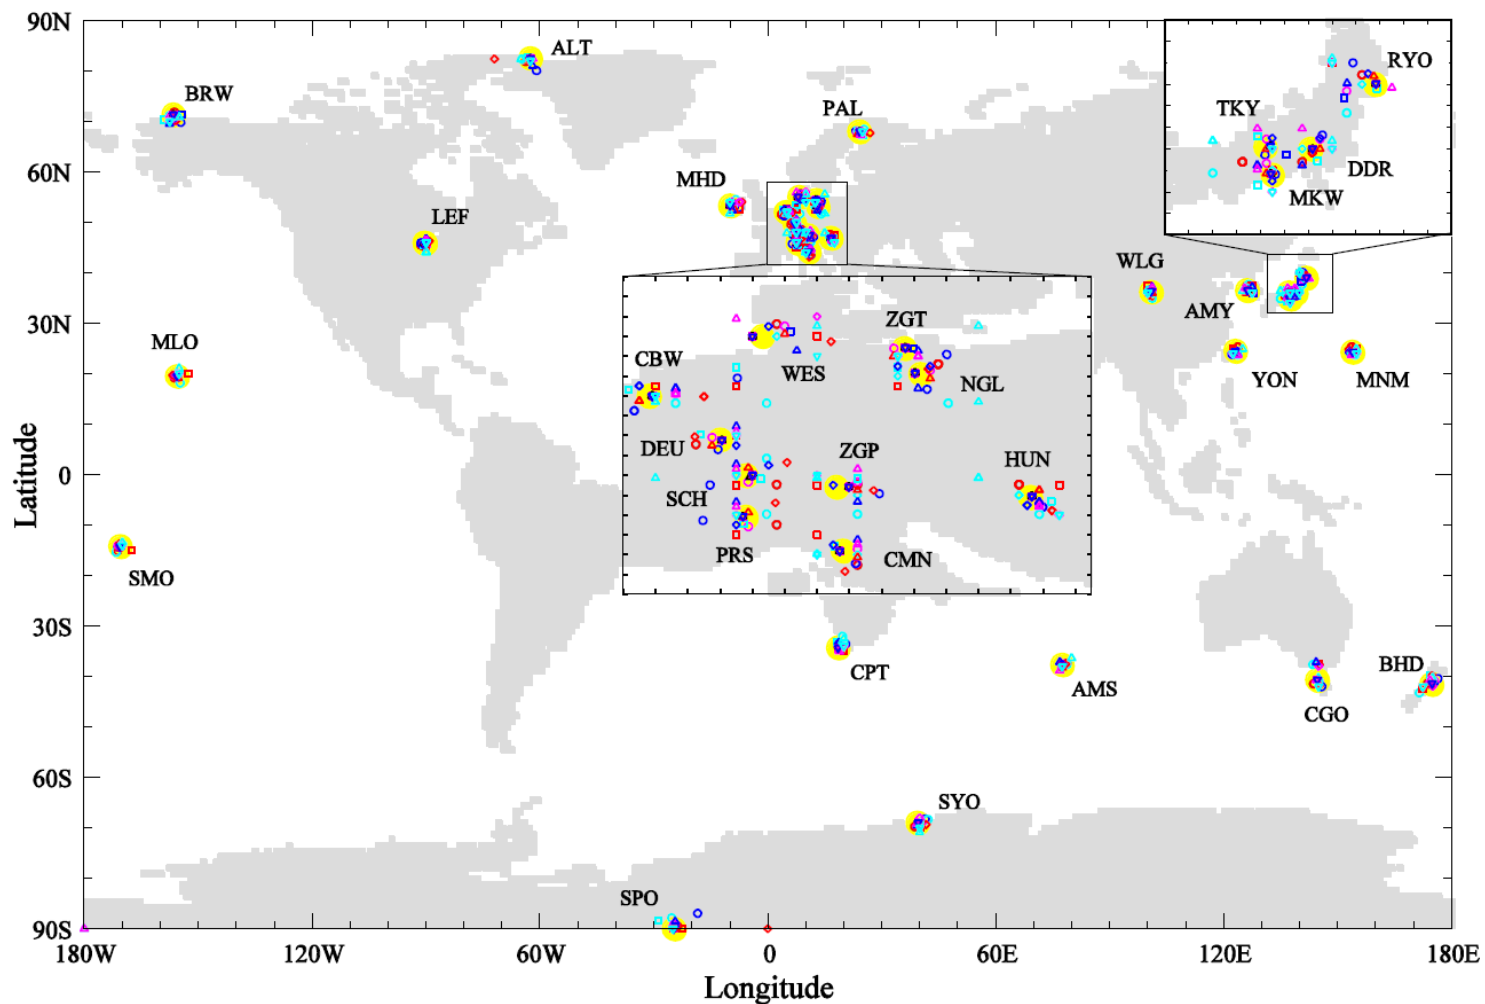 90N
60N
30N
0
30S
60S
90S
Latitude
180W
120W
60W
0
60E
120E
180E
Longitude
ALT
BRW
PAL
MHD
LEF
MLO
SMO
WLG
AMY
YON
MNM
CPT
AMS
CGO
BHD
SYO
SPO
RYO
TKY
DDR
MKW
ZGT
CBW
WES
NGL
DEU
ZGP
HUN
SCH
PRS
CMN